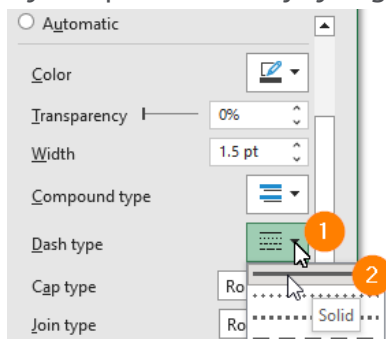 Automatic
Color
Transparency 0%
Width 1.5 pt
Compound type
Dash type 1
2
Cap type Ro
Solid
Join type Ro